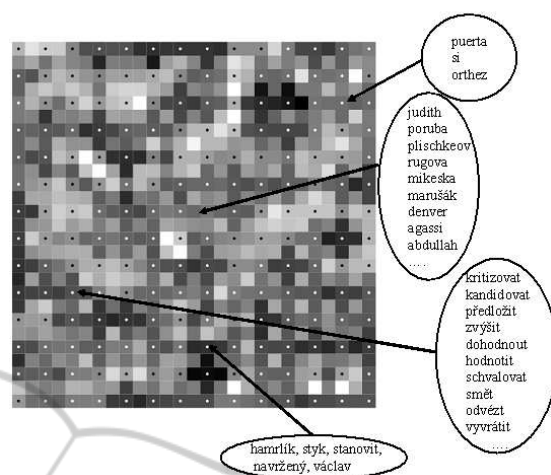 puerta
si
orthez
judith
poruba
plischkeov
rugova
mikeska
marušák
denver
agassi
abdullah
.....
kritizovat
kandidovat
předložit
zvýšit
dohodnout
hodnotit
schvalovat
smět
odvézt
vyvrátit
.....
hamrlík, styk, stanovit,
navržený, václav